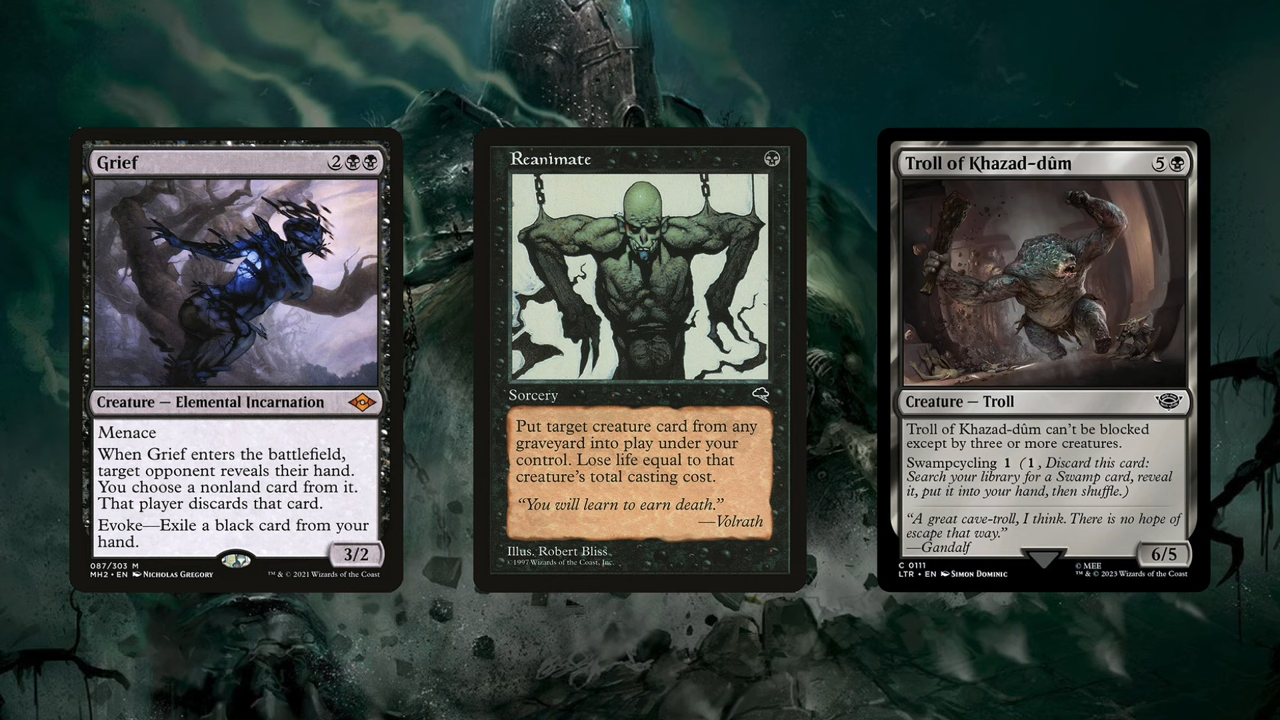 Grief 2
Creature — Elemental Incarnation
Menace
When Grief enters the battlefield,
target opponent reveals their hand.
You choose a nonland card from it.
That player discards that card.
Evoke—Exile a black card from your
hand.
3/2
087/303 M
MH2 • EN Nicholas Gregory
™ & © 2021 Wizards of the Coast
Reanimate
Sorcery
Put target creature card from any
graveyard into play under your
control. Lose life equal to that
creature's total casting cost.
“You will learn to earn death.”
—Volrath
Illus. Robert Bliss
© 1997 Wizards of the Coast, Inc.
Troll of Khazad-dûm 5
Creature — Troll
Troll of Khazad-dûm can't be blocked
except by three or more creatures.
Swampcycling 1 (1, Discard this card:
Search your library for a Swamp card, reveal
it, put it into your hand, then shuffle.)
“A great cave-troll, I think. There is no hope of
escape that way.”
—Gandalf
6/5
C 0111
LTR • EN Simon Dominic
© MEE
™ & © 2023 Wizards of the Coast